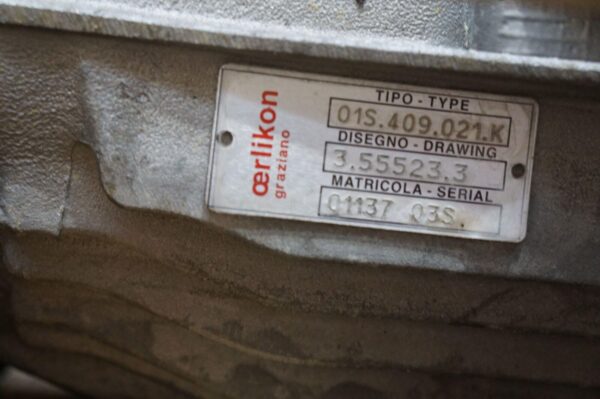 œrlikon
graziano
TIPO - TYPE
01S.409.021.K
DISEGNO - DRAWING
3.55523.3
MATRICOLA - SERIAL
01137 03S.